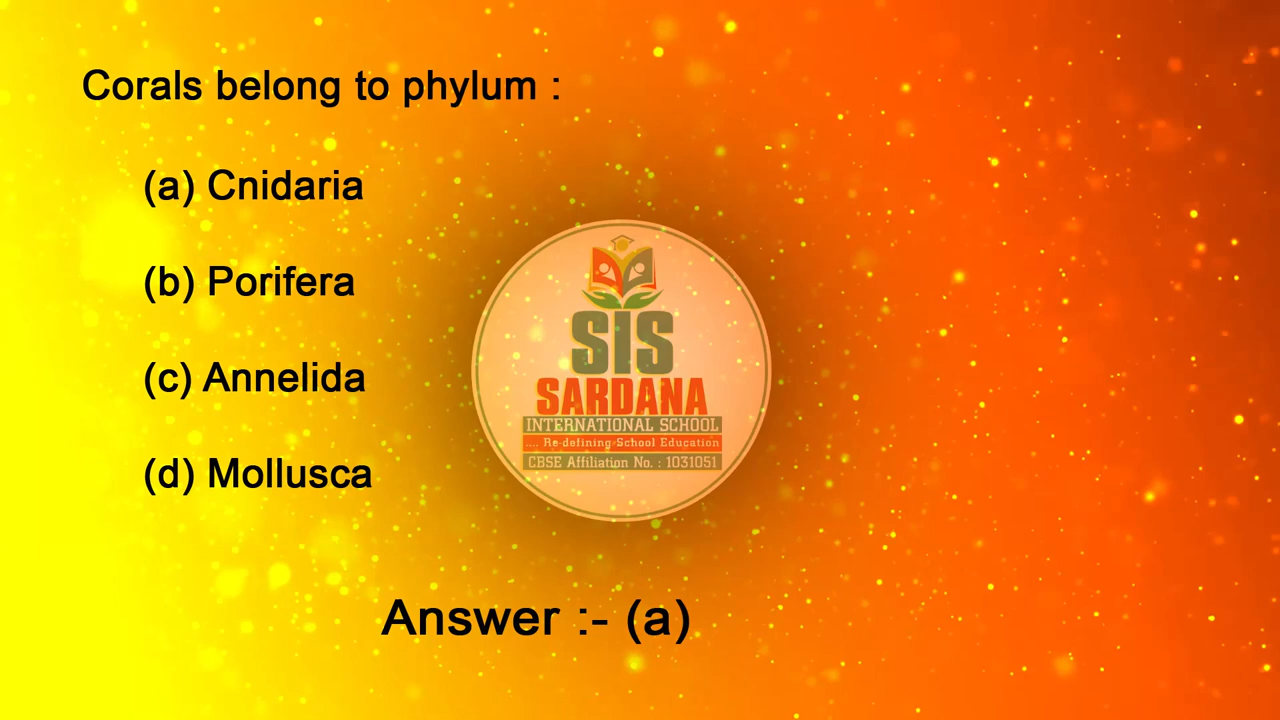 Corals belong to phylum :
(a) Cnidaria
(b) Porifera
(c) Annelida
(d) Mollusca
SIS
SARDANA
INTERNATIONAL SCHOOL
.... Re-defining School Education
CBSE Affiliation No. : 1031051
Answer :- (a)